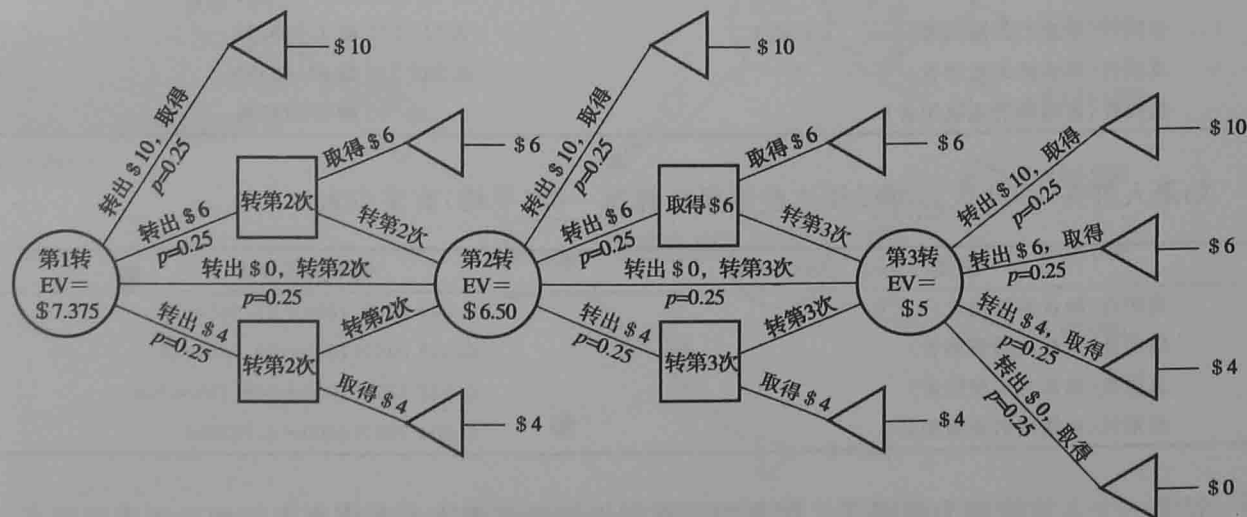 $10
转出$10，取得
p=0.25
第1转
EV=
$7.375
转出$6
p=0.25
转第2次
取得$6
$6
转第2次
转出$0，转第2次
p=0.25
转出$4
p=0.25
转第2次
转第2次
取得$4
$4
$10
转出$10，取得
p=0.25
第2转
EV=
$6.50
转出$6
p=0.25
取得$6
取得$6
$6
转第3次
转出$0，转第3次
p=0.25
转出$4
p=0.25
转第3次
转第3次
取得$4
$4
第3转
EV=
$5
转出$10，取得
p=0.25
$10
转出$6，取得
p=0.25
$6
转出$4，取得
p=0.25
$4
转出$0，取得
p=0.25
$0